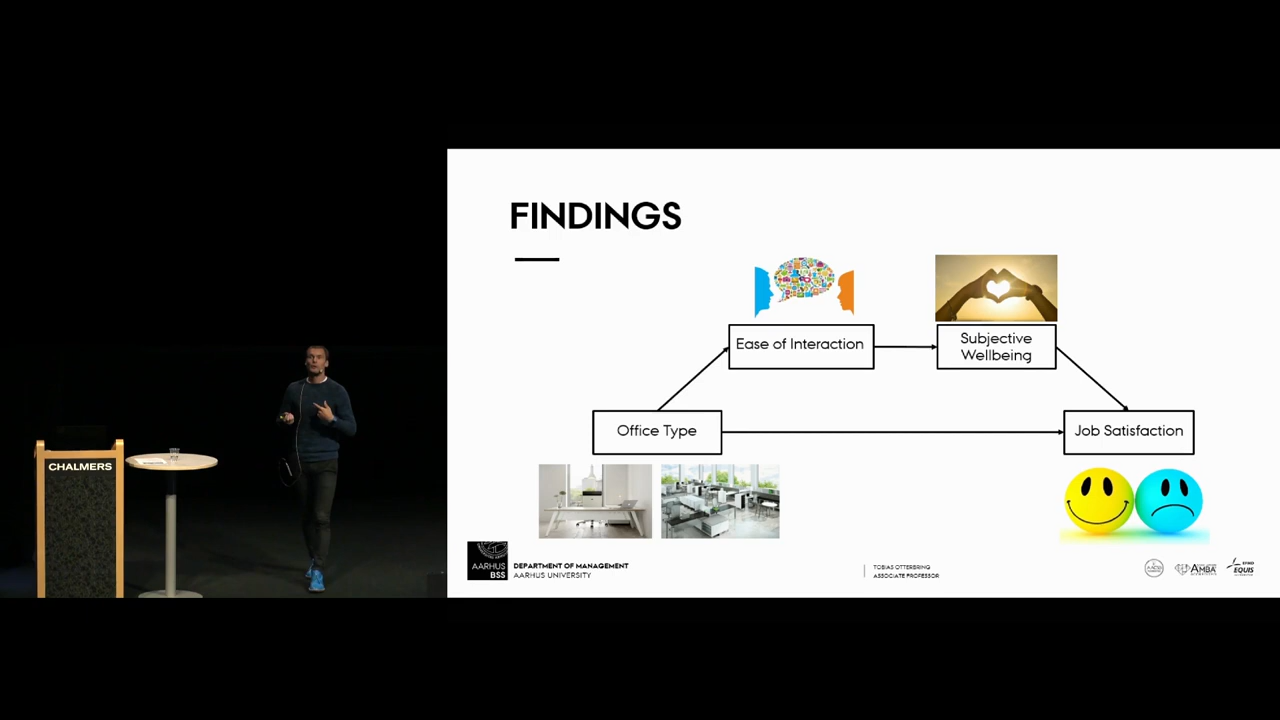 FINDINGS
Ease of Interaction
Subjective
Wellbeing
Office Type
Job Satisfaction
CHALMERS
AARHUS
BSS
DEPARTMENT OF MANAGEMENT
AARHUS UNIVERSITY
TOBIAS OTTERBRING
ASSOCIATE PROFESSOR
AMBA
EFMD
EQUIS